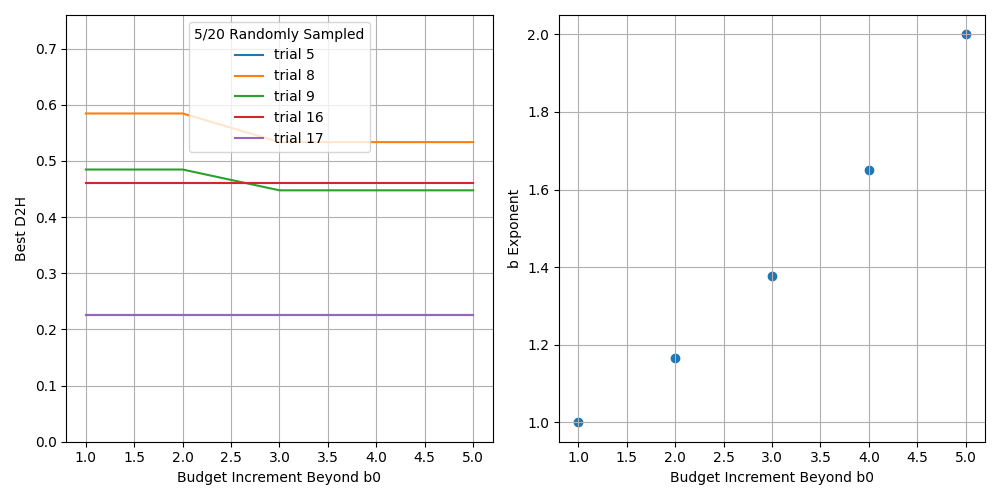 5/20 Randomly Sampled
trial 5
trial 8
trial 9
trial 16
trial 17
Best D2H
0.7
0.6
0.5
0.4
0.3
0.2
0.1
0.0
1.0 1.5 2.0 2.5 3.0 3.5 4.0 4.5 5.0
Budget Increment Beyond b0
b Exponent
2.0
1.8
1.6
1.4
1.2
1.0
1.0 1.5 2.0 2.5 3.0 3.5 4.0 4.5 5.0
Budget Increment Beyond b0